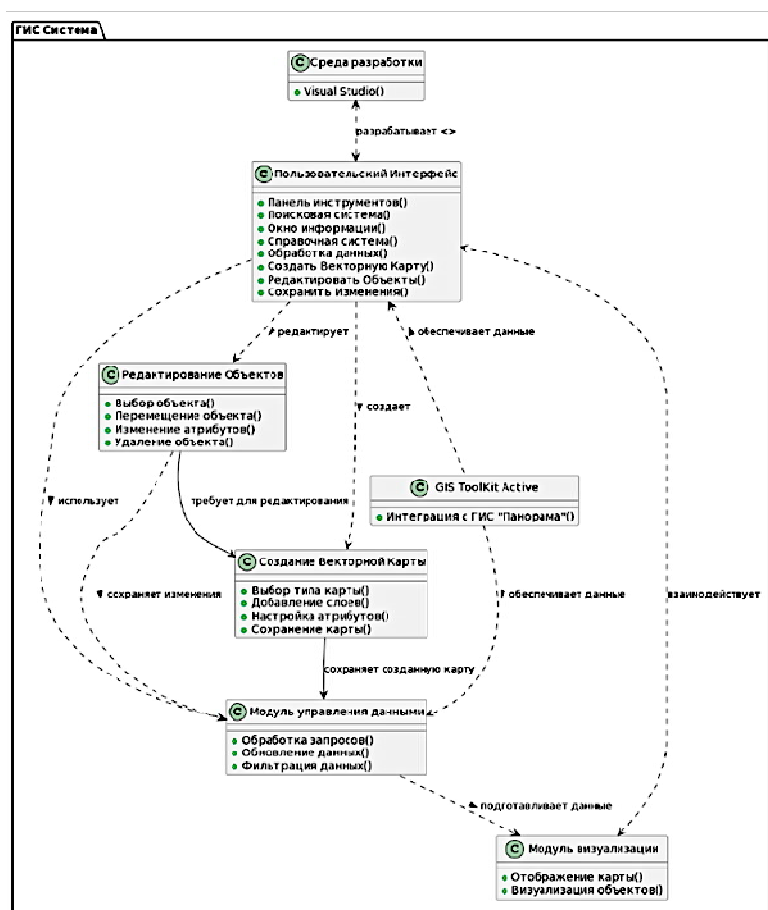 ГИС Система
C Среда разработки
Visual Studio()
разрабатывает <>
C Пользовательский Интерфейс
Панель инструментов()
Поисковая система()
Окно информации()
Справочная система()
Обработка данных()
Создать Векторную Карту()
Редактировать Объекты()
Сохранить изменения()
редактирует
обеспечивает данные
C Редактирование Объектов
Выбор объекта()
Перемещение объекта()
Изменение атрибутов()
Удаление объекта()
создает
C GIS ToolKit Active
Интеграция с ГИС "Панорама"()
использует
требует для редактирования
C Создание Векторной Карты
Выбор типа карты()
Добавление слоев()
Настройка атрибутов()
Сохранение карты()
сохраняет изменения
обеспечивает данные
взаимодействует
сохраняет созданную карту
C Модуль управления данными
Обработка запросов()
Обновление данных()
Фильтрация данных()
подготавливает данные
C Модуль визуализации
Отображение карты()
Визуализация объектов()